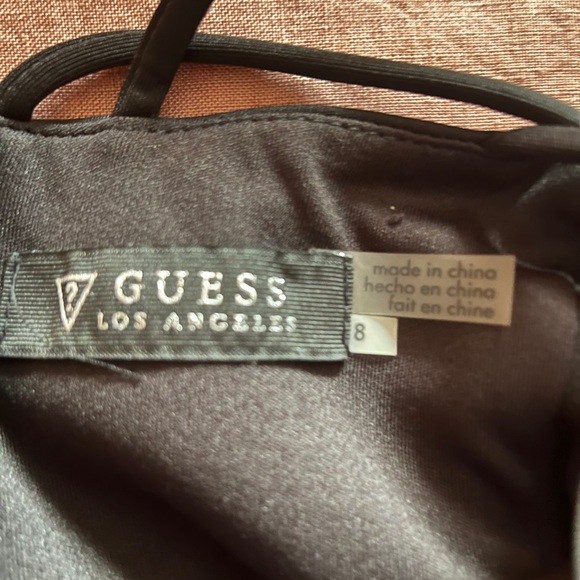 ?
GUESS
LOS ANGELES
made in china
hecho en china
fait en chine
8